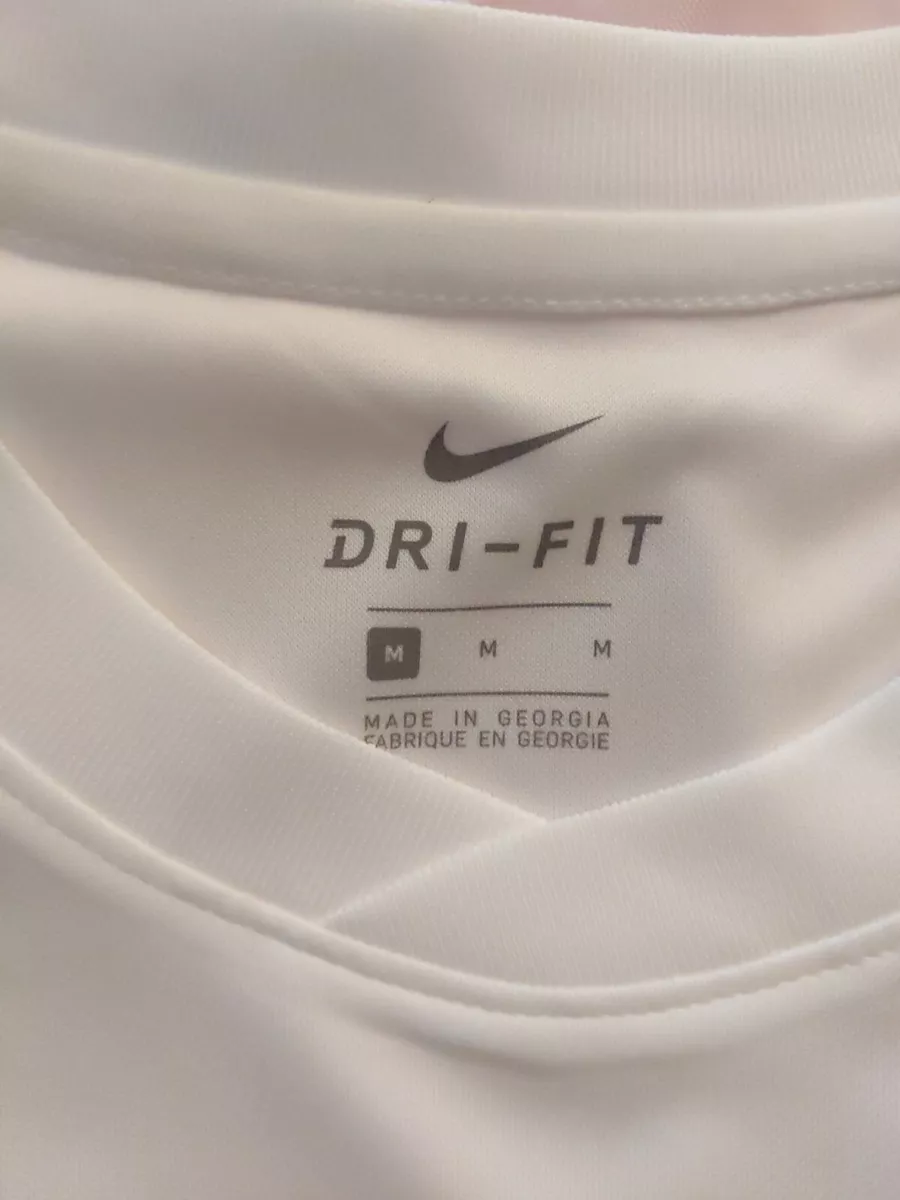 DRI-FIT
M M M
MADE IN GEORGIA
FABRIQUE EN GEORGIE